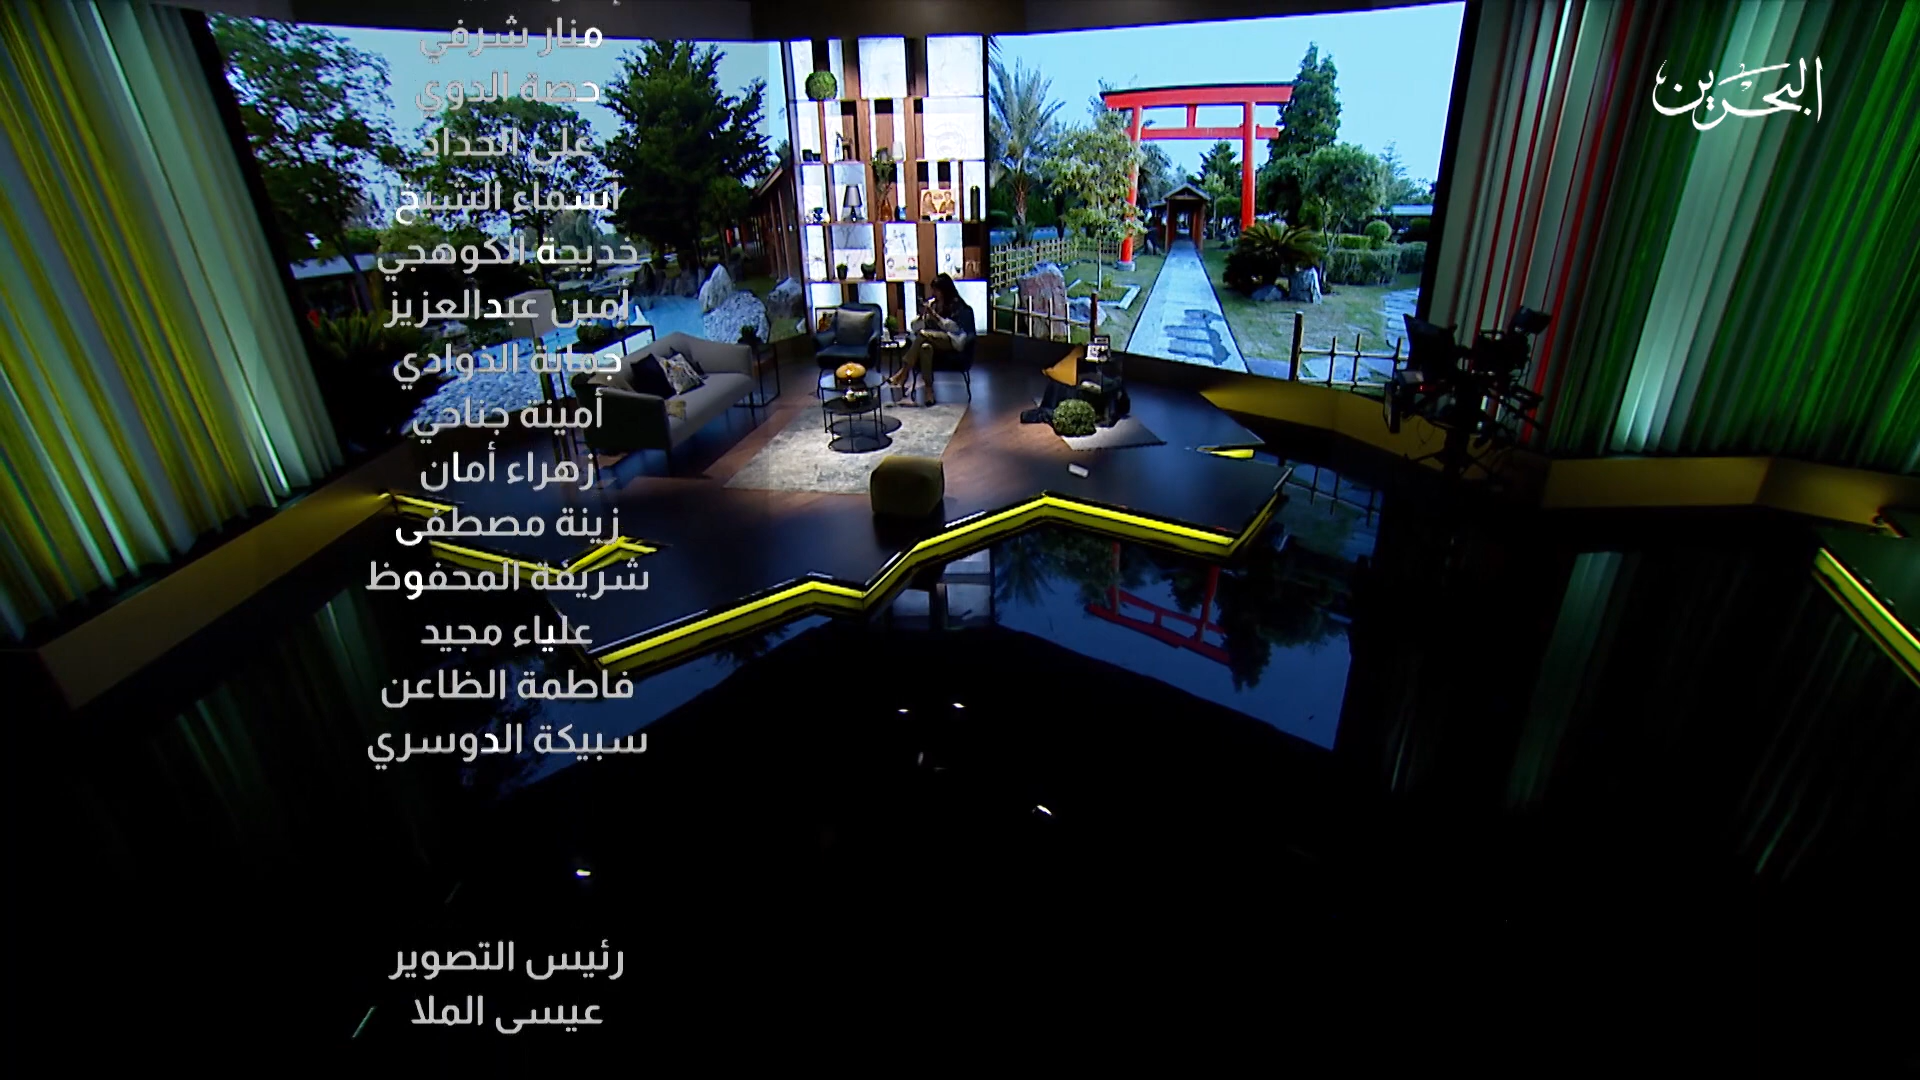 البحرين
منار شرفي
حصة الدوي
علي الحداد
أسماء الشيخ
خديجة الكوهجي
أمين عبدالعزيز
جمانة الذوادي
أمينة جناحي
زهراء أمان
زينة مصطفى
شريفة المحفوظ
علياء مجيد
فاطمة الظاعن
سبيكة الدوسري
رئيس التصوير
عيسى الملا